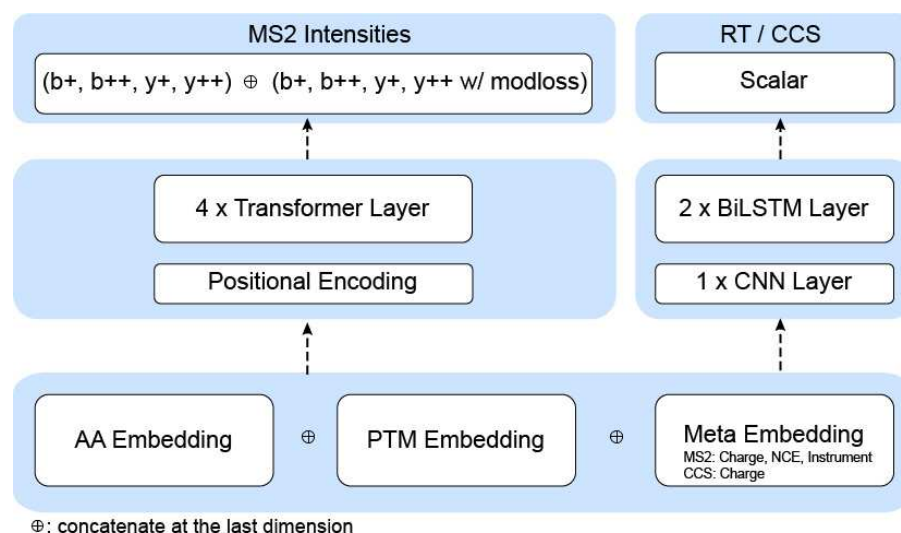 MS2 Intensities
(b+, b++, y+, y++) ⊕ (b+, b++, y+, y++ w/ modloss)
RT / CCS
Scalar
4 x Transformer Layer
Positional Encoding
2 x BiLSTM Layer
1 x CNN Layer
AA Embedding
⊕
PTM Embedding
⊕
Meta Embedding
MS2: Charge, NCE, Instrument
CCS: Charge
⊕: concatenate at the last dimension